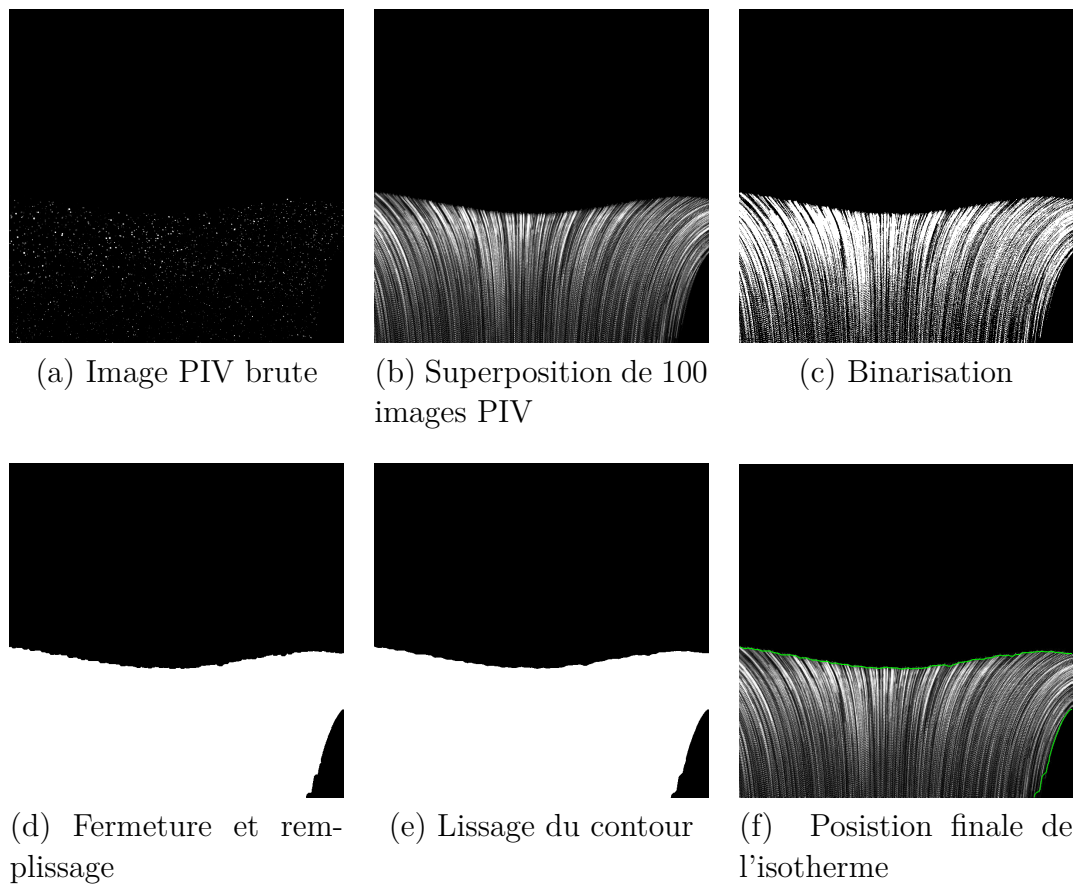 (a) Image PIV brute
(b) Superposition de 100
images PIV
(c) Binarisation
(d) Fermeture et rem-
plissage
(e) Lissage du contour
(f) Posistion finale de
l'isotherme